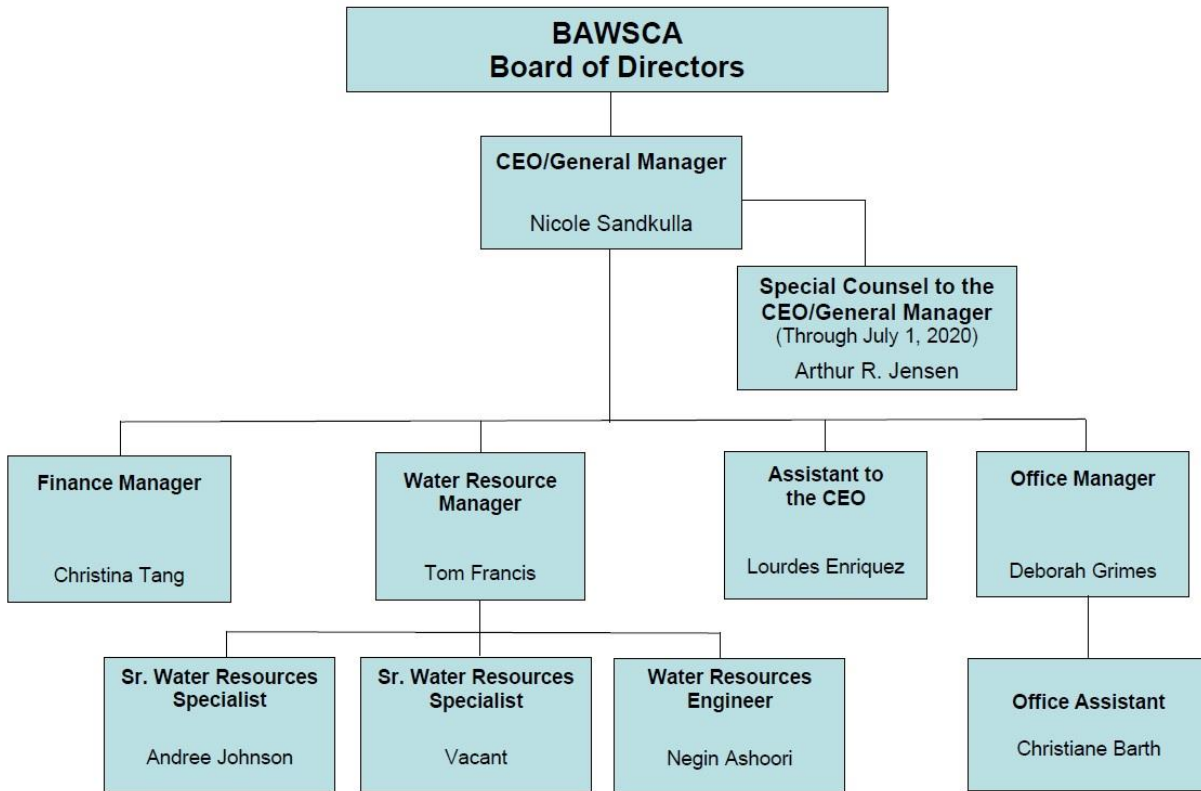 BAWSCA
Board of Directors
CEO/General Manager
Nicole Sandkulla
Special Counsel to the
CEO/General Manager
(Through July 1, 2020)
Arthur R. Jensen
Finance Manager
Christina Tang
Water Resource
Manager
Tom Francis
Assistant to
the CEO
Lourdes Enriquez
Office Manager
Deborah Grimes
Sr. Water Resources
Specialist
Andree Johnson
Sr. Water Resources
Specialist
Vacant
Water Resources
Engineer
Negin Ashoori
Office Assistant
Christiane Barth